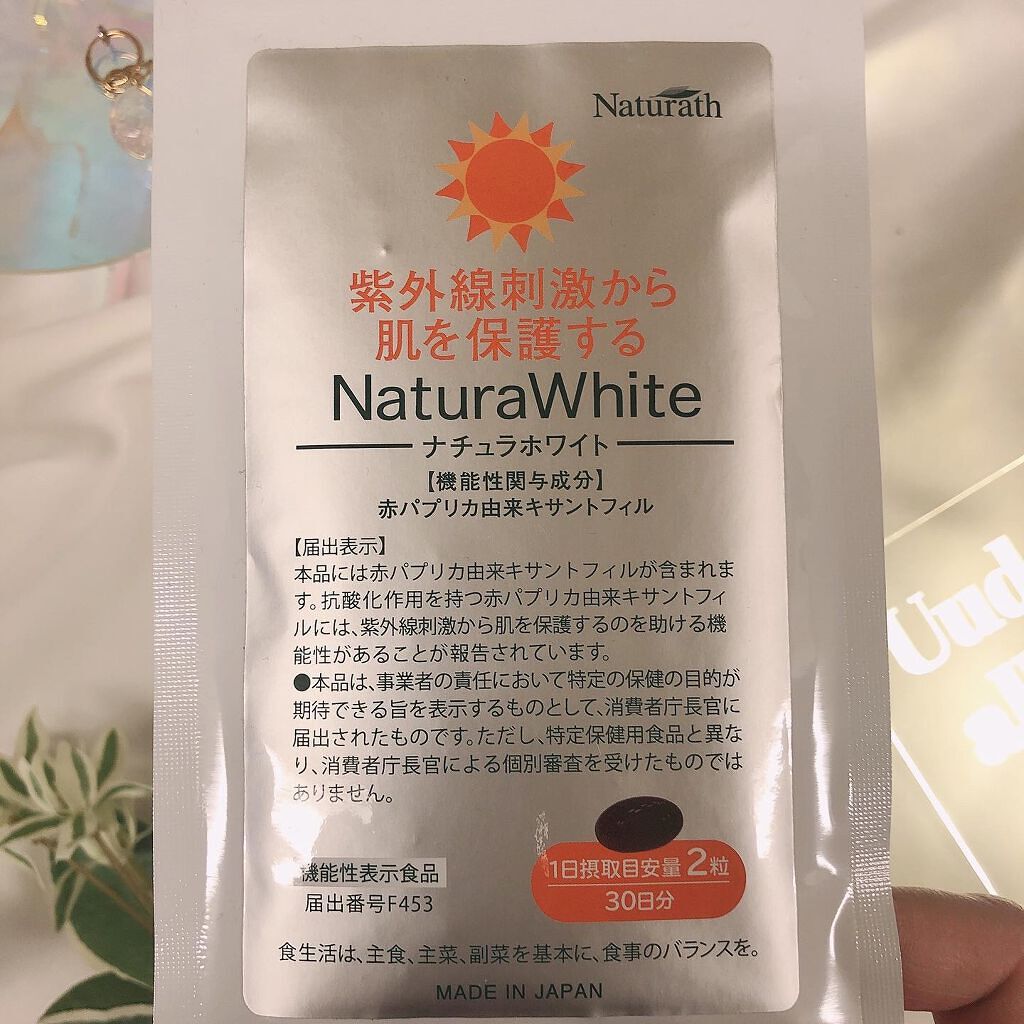 Naturath
紫外線刺激から
肌を保護する
NaturaWhite
ナチュラホワイト
【機能性関与成分】
赤パプリカ由来キサントフィル
【届出表示】
本品には赤パプリカ由来キサントフィルが含まれま
す。抗酸化作用を持つ赤パプリカ由来キサントフィ
ルには、紫外線刺激から肌を保護するのを助ける機
能性があることが報告されています。
●本品は、事業者の責任において特定の保健の目的が
期待できる旨を表示するものとして、消費者庁長官に
届出されたものです。ただし、特定保健用食品と異な
り、消費者庁長官による個別審査を受けたものでは
ありません。
機能性表示食品
届出番号F453
1日摂取目安量 2粒
30日分
食生活は、主食、主菜、副菜を基本に、食事のバランスを。
MADE IN JAPAN